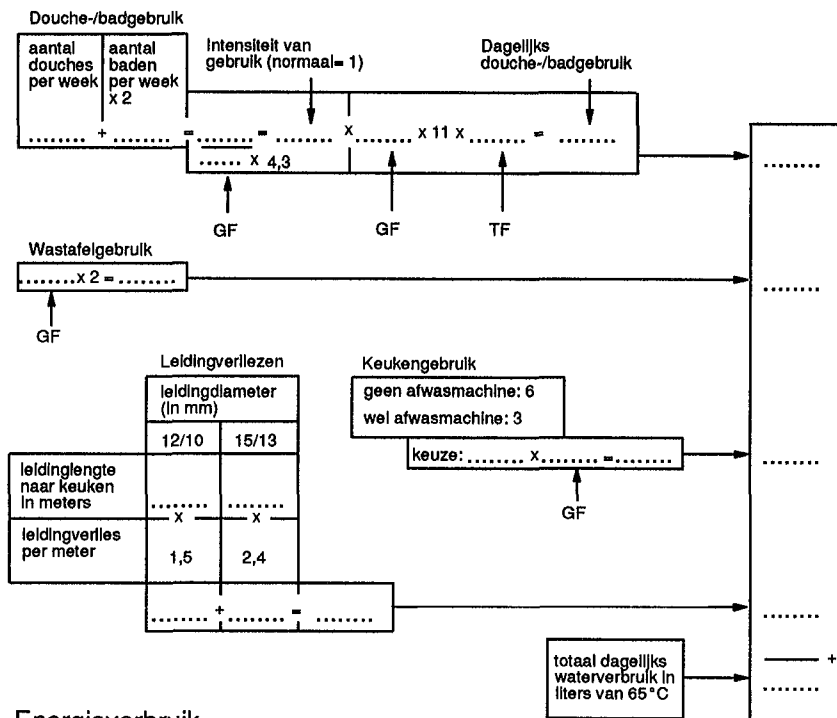 Douche-/badgebruik
aantal
douches
per week
aantal
baden
per week
x 2
Intensiteit van
gebruik (normaal= 1)
Dagelijks
douche-/badgebruik
........ + ........ = ........ = ........ x ........ x 11 x ........ = ........
...... x 4,3
GF
GF
TF
........
Wastafelgebruik
........ x 2 = ........
GF
........
Leidingverliezen
leidingdiameter
(In mm)
12/10
15/13
leidinglengte
naar keuken
In meters
........
........
x
x
leidingverlies
per meter
1,5
2,4
........ + ........ = ........
Keukengebruik
geen afwasmachine: 6
wel afwasmachine: 3
keuze: ........ x ........ = ........
GF
........
........
+
totaal dagelijks
waterverbruik In
liters van 65°C
........
Energieverbruik